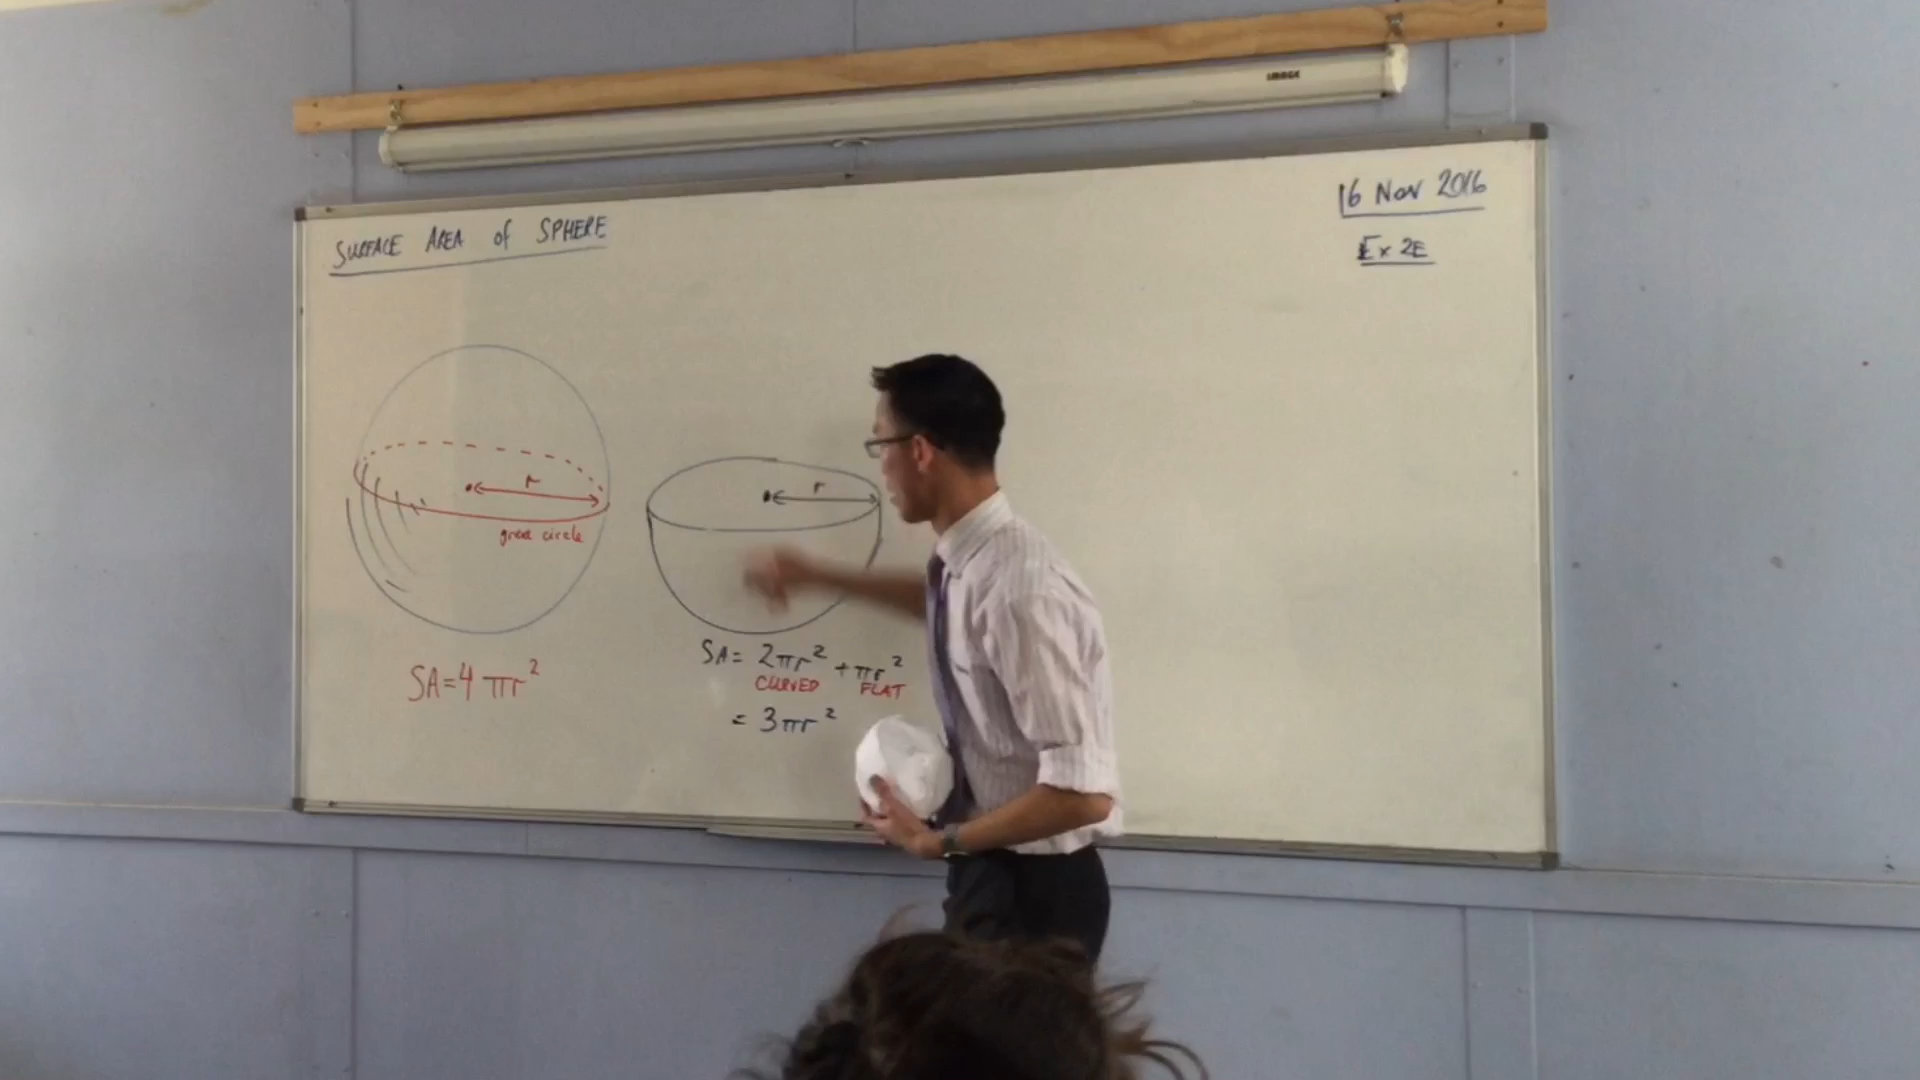 IMAGE
16 Nov 2016
Ex 2E
SURFACE AREA of SPHERE
r
great circle
SA=4πr²
r
SA= 2πr² + πr²
CURVED FLAT
= 3πr²